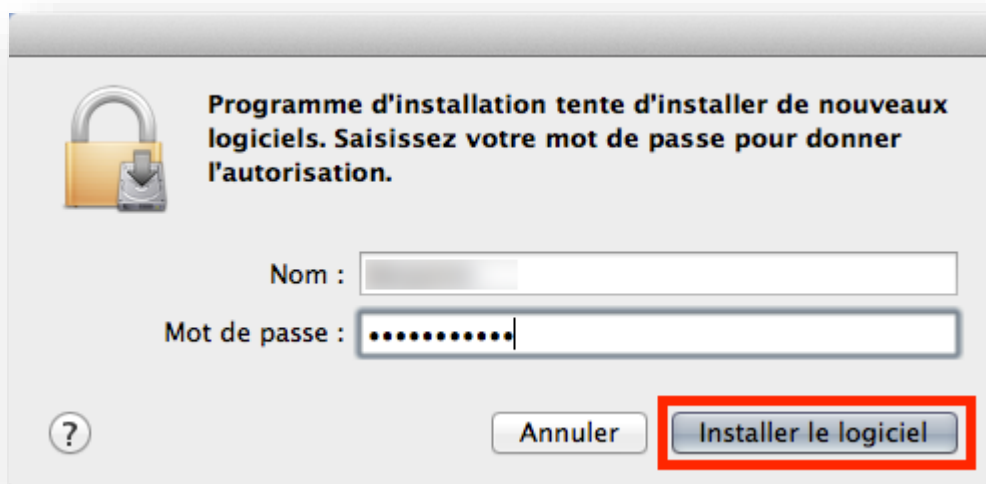 Programme d'installation tente d'installer de nouveaux
logiciels. Saisissez votre mot de passe pour donner
l'autorisation.
Nom :
Mot de passe : •••••••••••
? Annuler Installer le logiciel